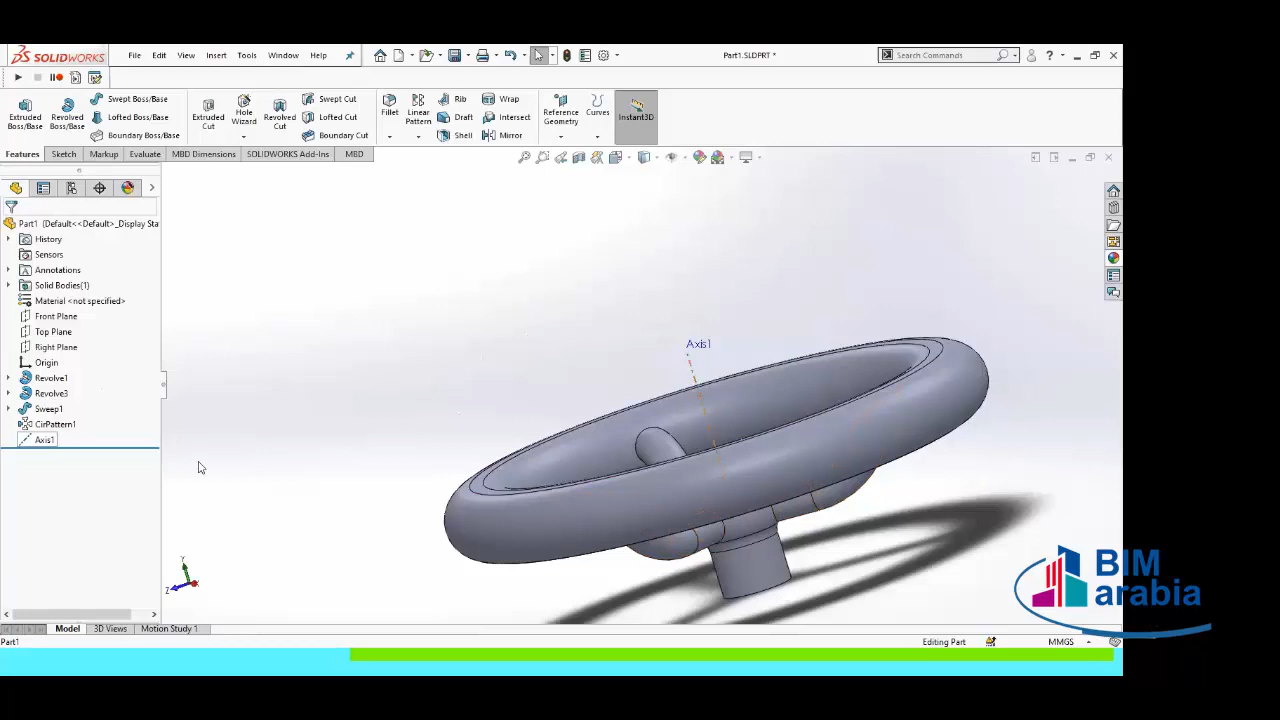 SOLIDWORKS File Edit View Insert Tools Window Help Part1.SLDPRT * Search Commands
Extruded Boss/Base
Revolved Boss/Base
Swept Boss/Base
Lofted Boss/Base
Boundary Boss/Base
Extruded Cut
Hole Wizard
Revolved Cut
Swept Cut
Lofted Cut
Boundary Cut
Fillet
Linear Pattern
Rib
Draft
Shell
Wrap
Intersect
Mirror
Reference Geometry
Curves
Instant3D
Features Sketch Markup Evaluate MBD Dimensions SOLIDWORKS Add-Ins MBD
Part1 (Default<<Default>_Display Sta
History
Sensors
Annotations
Solid Bodies(1)
Material <not specified>
Front Plane
Top Plane
Right Plane
Origin
Revolve1
Revolve3
Sweep1
CirPattern1
Axis1
Axis1
Y
Z
BIM
arabia
Model 3D Views Motion Study 1
Part1 Editing Part MMGS